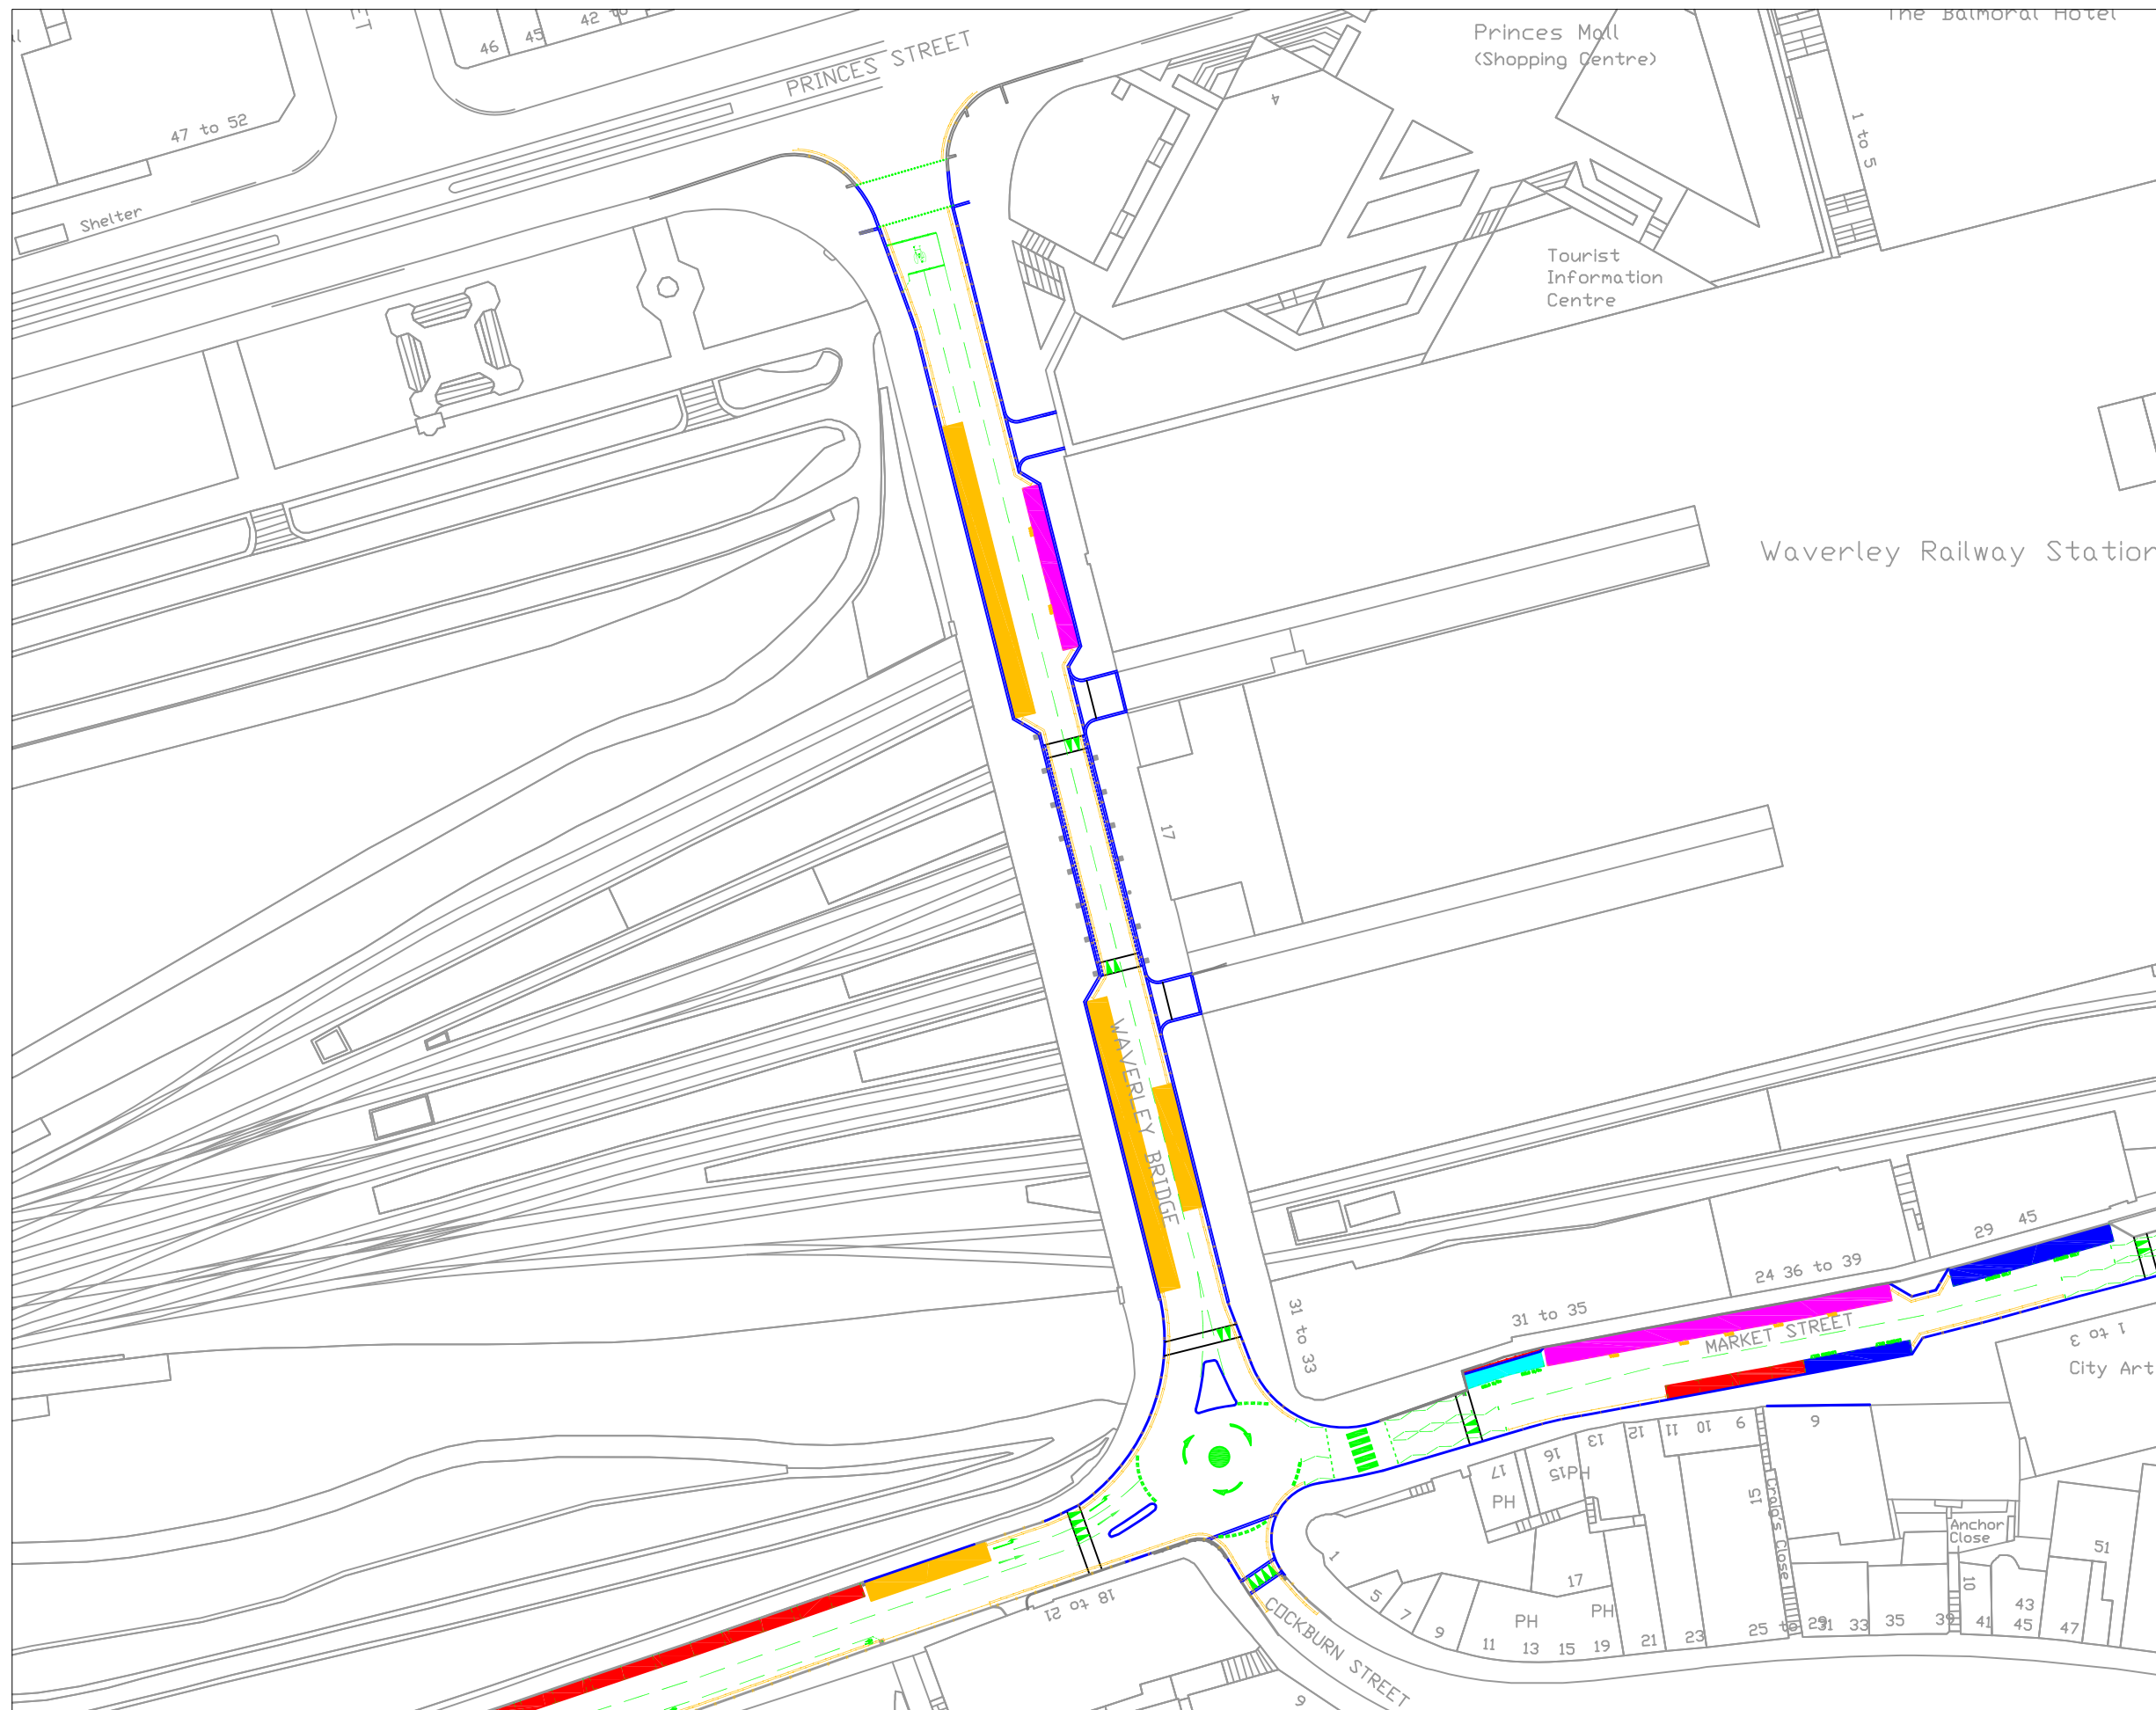 The Balmoral Hotel
42 to
46
45
Princes Mall
(Shopping Centre)
PRINCES STREET
47 to 52
4
1 to 5
Shelter
Tourist
Information
Centre
Waverley Railway Station
17
WAVERLEY BRIDGE
29
45
24 36 to 39
31 to 35
MARKET STREET
31 to 33
1 to 3
City Art
6
9
10
11
12
13
16
PH15
17
PH
15
Craig's Close
Anchor
Close
51
1
5
7
9
17
PH
PH
11
13
15
19
21
23
25 to 29
31
33
35
39
10
41
43
45
47
18 to 21
COCKBURN STREET
9